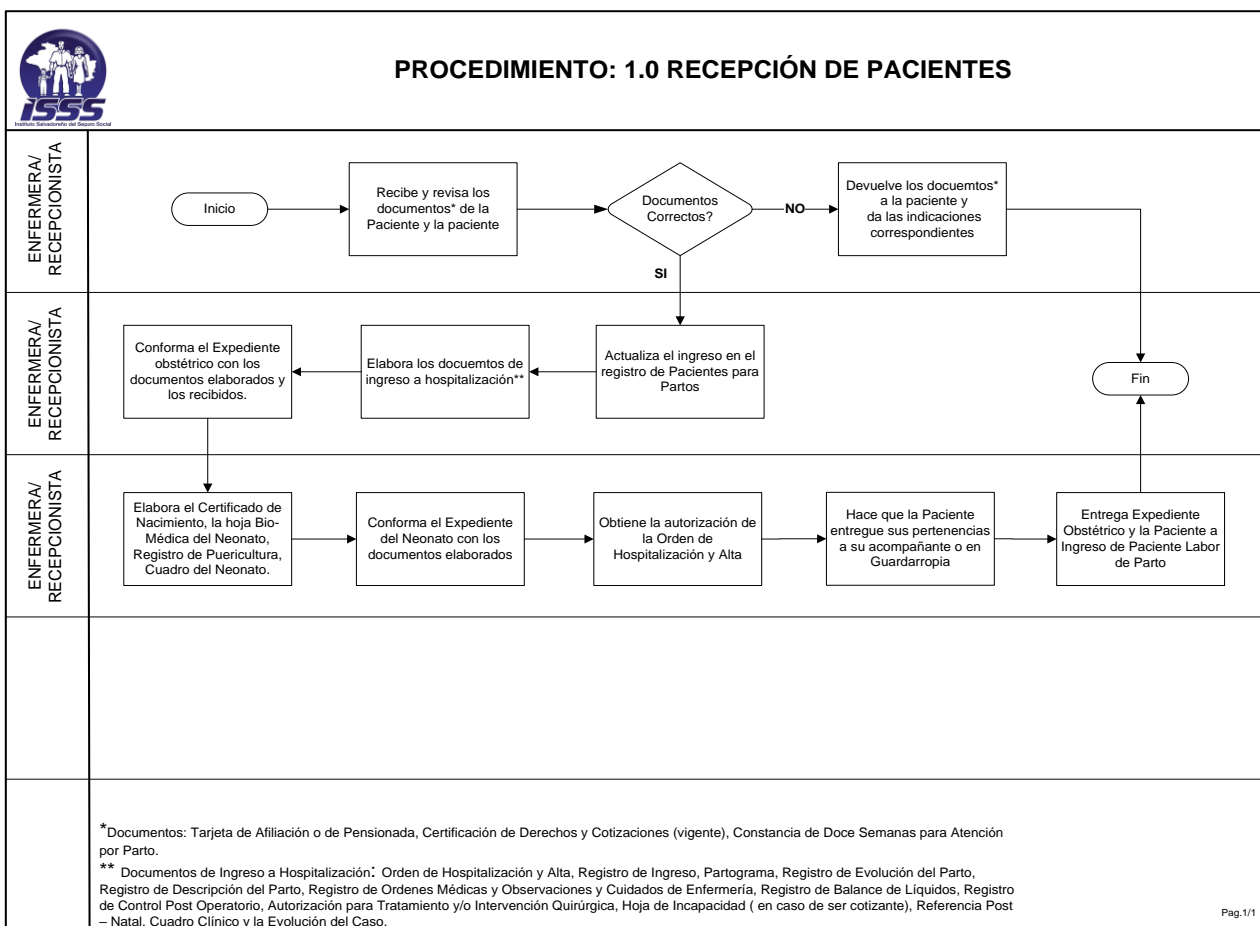 PROCEDIMIENTO: 1.0 RECEPCIÓN DE PACIENTES
ISSS
Instituto Salvadoreño del Seguro Social
ENFERMERA/
RECEPCIONISTA
Inicio
Recibe y revisa los
documentos* de la
Paciente y la paciente
Documentos
Correctos?
NO
Devuelve los docuemtos*
a la paciente y
da las indicaciones
correspondientes
SI
ENFERMERA/
RECEPCIONISTA
Conforma el Expediente
obstétrico con los
documentos elaborados y
los recibidos.
Elabora los docuemtos de
ingreso a hospitalización**
Actualiza el ingreso en el
registro de Pacientes para
Partos
Fin
ENFERMERA/
RECEPCIONISTA
Elabora el Certificado de
Nacimiento, la hoja Bio-
Médica del Neonato,
Registro de Puericultura,
Cuadro del Neonato.
Conforma el Expediente
del Neonato con los
documentos elaborados
Obtiene la autorización de
la Orden de
Hospitalización y Alta
Hace que la Paciente
entregue sus pertenencias
a su acompañante o en
Guardarropia
Entrega Expediente
Obstétrico y la Paciente a
Ingreso de Paciente Labor
de Parto
*Documentos: Tarjeta de Afiliación o de Pensionada, Certificación de Derechos y Cotizaciones (vigente), Constancia de Doce Semanas para Atención
por Parto.
** Documentos de Ingreso a Hospitalización: Orden de Hospitalización y Alta, Registro de Ingreso, Partograma, Registro de Evolución del Parto,
Registro de Descripción del Parto, Registro de Ordenes Médicas y Observaciones y Cuidados de Enfermería, Registro de Balance de Líquidos, Registro
de Control Post Operatorio, Autorización para Tratamiento y/o Intervención Quirúrgica, Hoja de Incapacidad ( en caso de ser cotizante), Referencia Post
– Natal, Cuadro Clínico y la Evolución del Caso.
Pag.1/1